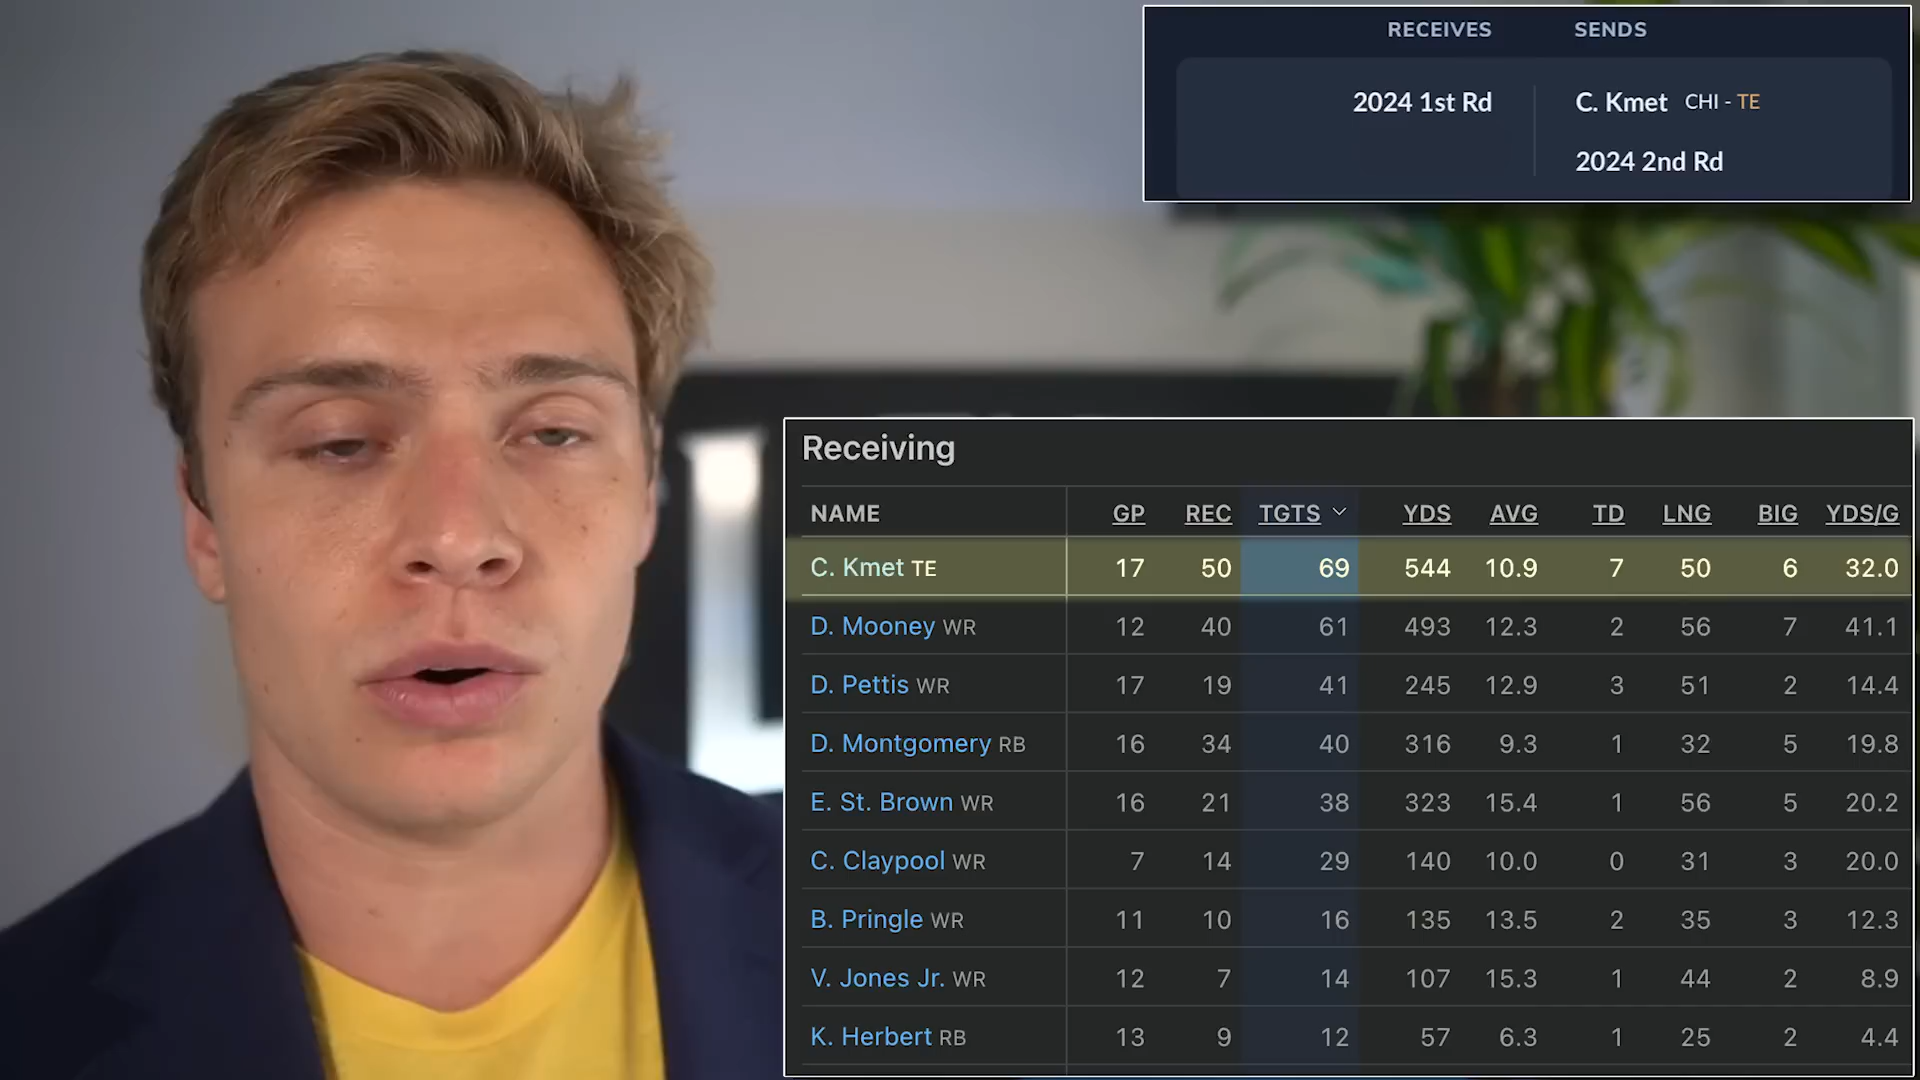 RECEIVES SENDS
2024 1st Rd C. Kmet CHI - TE
2024 2nd Rd
Receiving
NAME GP REC TGTS YDS AVG TD LNG BIG YDS/G
C. Kmet TE 17 50 69 544 10.9 7 50 6 32.0
D. Mooney WR 12 40 61 493 12.3 2 56 7 41.1
D. Pettis WR 17 19 41 245 12.9 3 51 2 14.4
D. Montgomery RB 16 34 40 316 9.3 1 32 5 19.8
E. St. Brown WR 16 21 38 323 15.4 1 56 5 20.2
C. Claypool WR 7 14 29 140 10.0 0 31 3 20.0
B. Pringle WR 11 10 16 135 13.5 2 35 3 12.3
V. Jones Jr. WR 12 7 14 107 15.3 1 44 2 8.9
K. Herbert RB 13 9 12 57 6.3 1 25 2 4.4